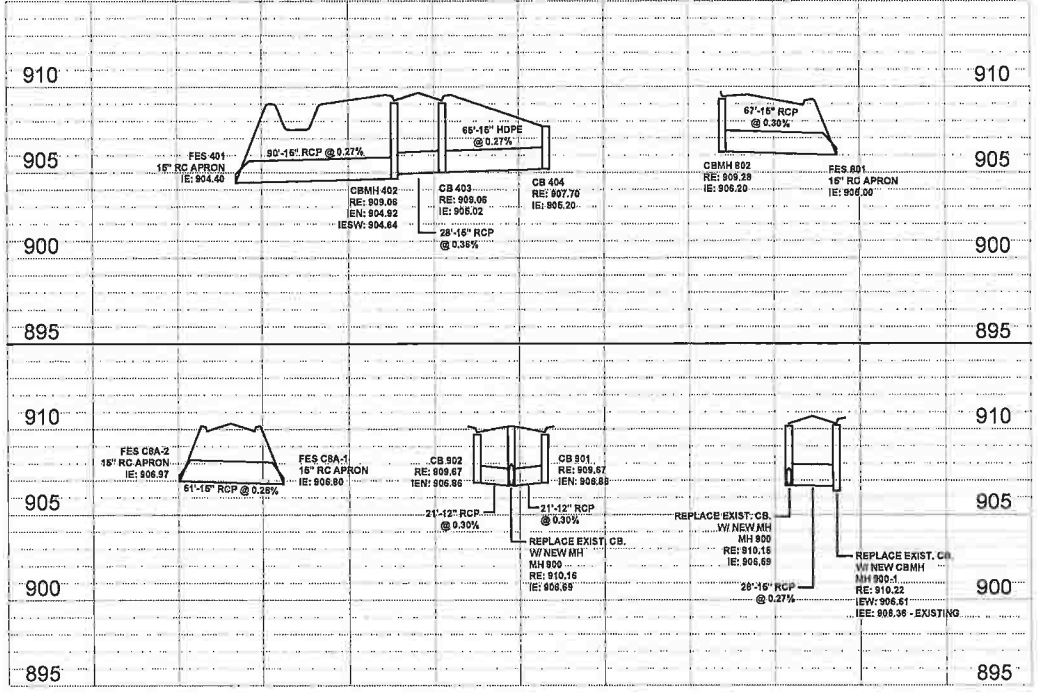 910
905
900
895
FES 401
15" RC APRON
IE: 904.40
90'-15" RCP @ 0.27%
CBMH 402
RE: 909.06
IEN: 904.92
IESW: 904.64
CB 403
RE: 909.06
IE: 905.02
28'-15" RCP
@ 0.36%
65'-15" HDPE
@ 0.27%
CB 404
RE: 907.70
IE: 905.20
67'-15" RCP
@ 0.30%
CBMH 802
RE: 909.28
IE: 905.20
FES 801
15" RC APRON
IE: 905.00
910
905
900
895
910
905
900
895
FES C8A-2
15" RC APRON
IE: 906.97
61'-15" RCP @ 0.28%
FES C8A-1
15" RC APRON
IE: 906.80
CB 902
RE: 909.67
IEN: 906.86
CB 901
RE: 909.67
IEN: 906.88
21'-12" RCP
@ 0.30%
21'-12" RCP
@ 0.30%
REPLACE EXIST. CB.
W/ NEW MH
MH 900
RE: 910.16
IE: 906.69
REPLACE EXIST. CB.
W/ NEW MH
MH 900
RE: 910.16
IE: 906.69
28'-15" RCP
@ 0.27%
REPLACE EXIST. CB.
W/ NEW CBMH
MH 900-1
RE: 910.22
IEW: 906.61
IEE: 906.36 - EXISTING
910
905
900
895